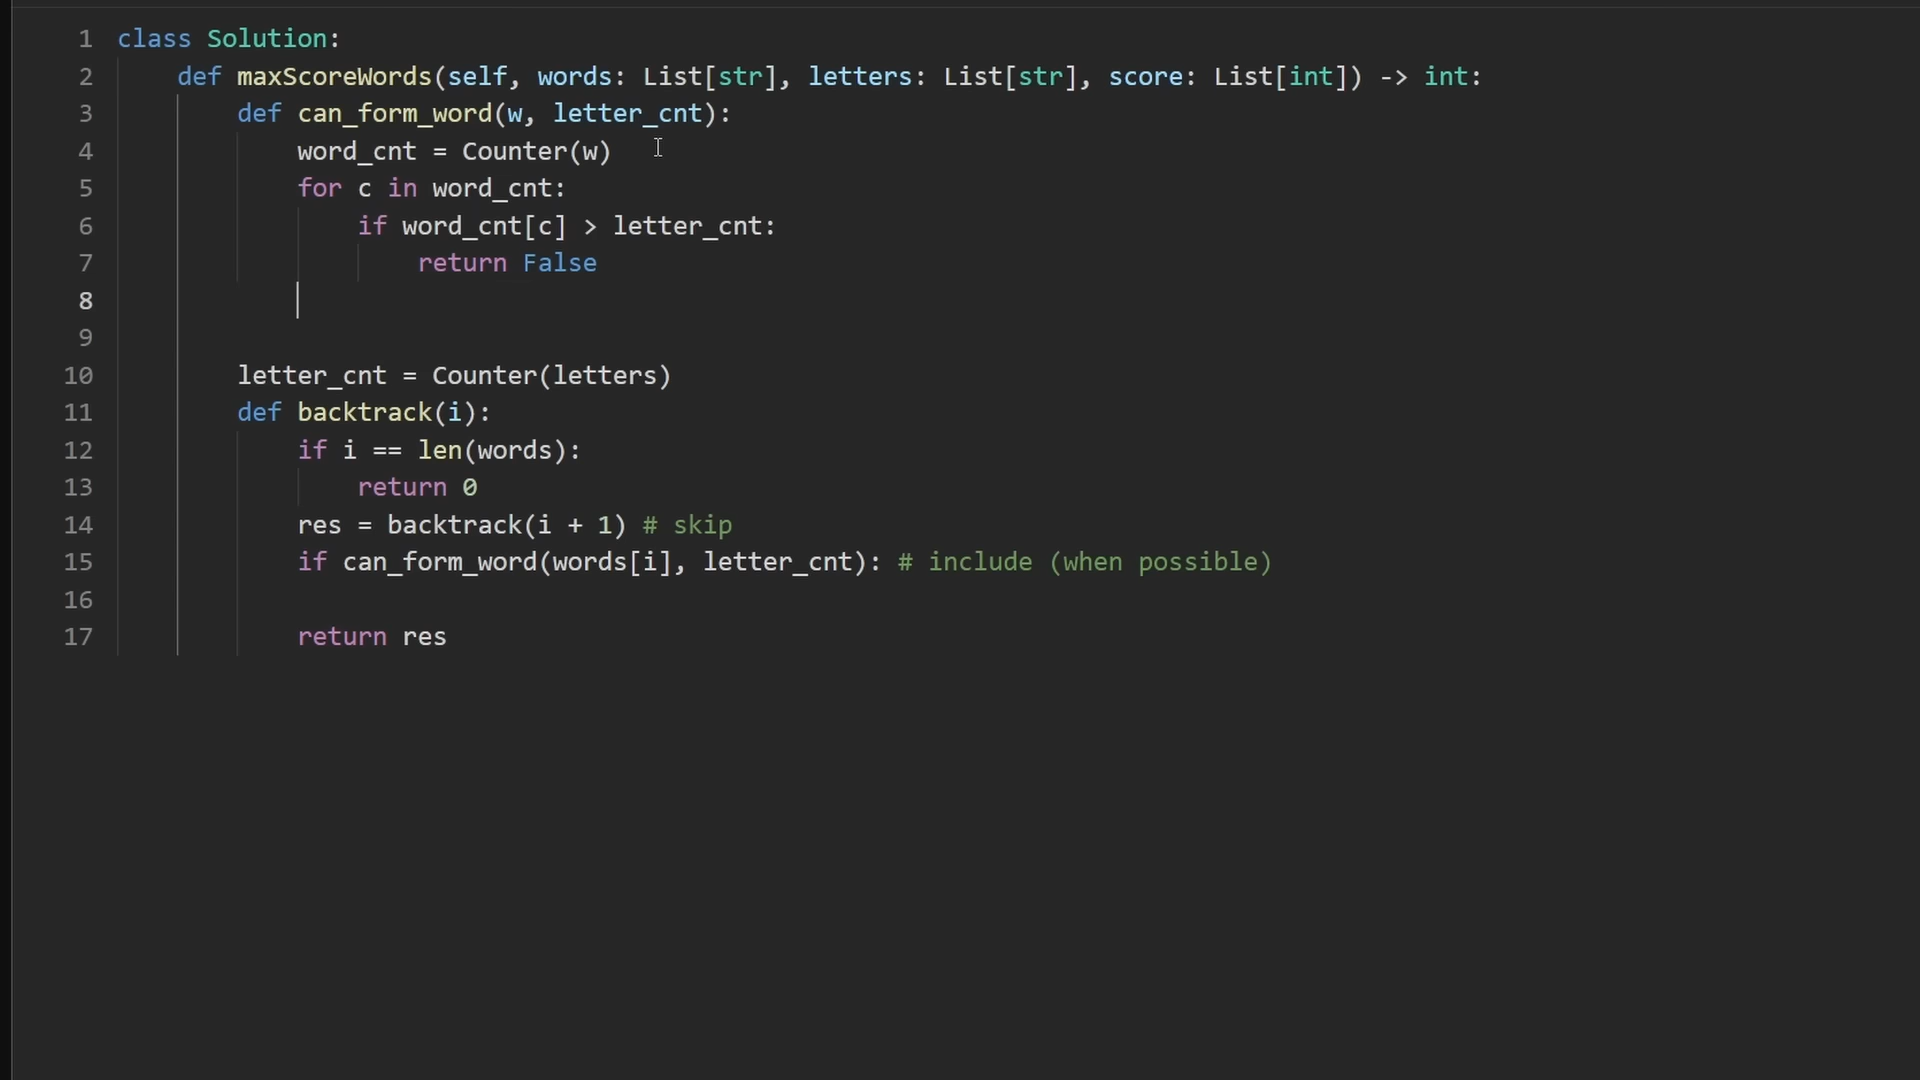 1 class Solution:
2 def maxScoreWords(self, words: List[str], letters: List[str], score: List[int]) -> int:
3 def can_form_word(w, letter_cnt):
4 word_cnt = Counter(w)
5 for c in word_cnt:
6 if word_cnt[c] > letter_cnt:
7 return False
8
9
10 letter_cnt = Counter(letters)
11 def backtrack(i):
12 if i == len(words):
13 return 0
14 res = backtrack(i + 1) # skip
15 if can_form_word(words[i], letter_cnt): # include (when possible)
16
17 return res